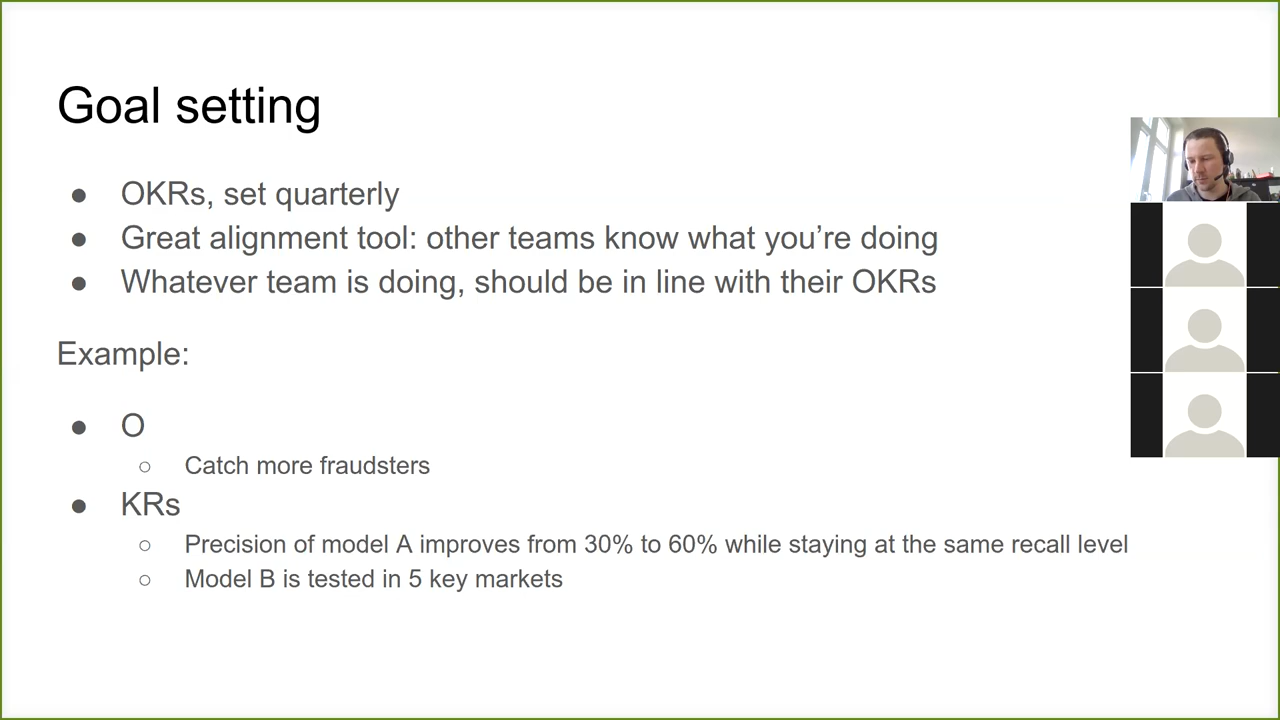 Goal setting
● OKRs, set quarterly
● Great alignment tool: other teams know what you’re doing
● Whatever team is doing, should be in line with their OKRs
Example:
● O
○ Catch more fraudsters
● KRs
○ Precision of model A improves from 30% to 60% while staying at the same recall level
○ Model B is tested in 5 key markets